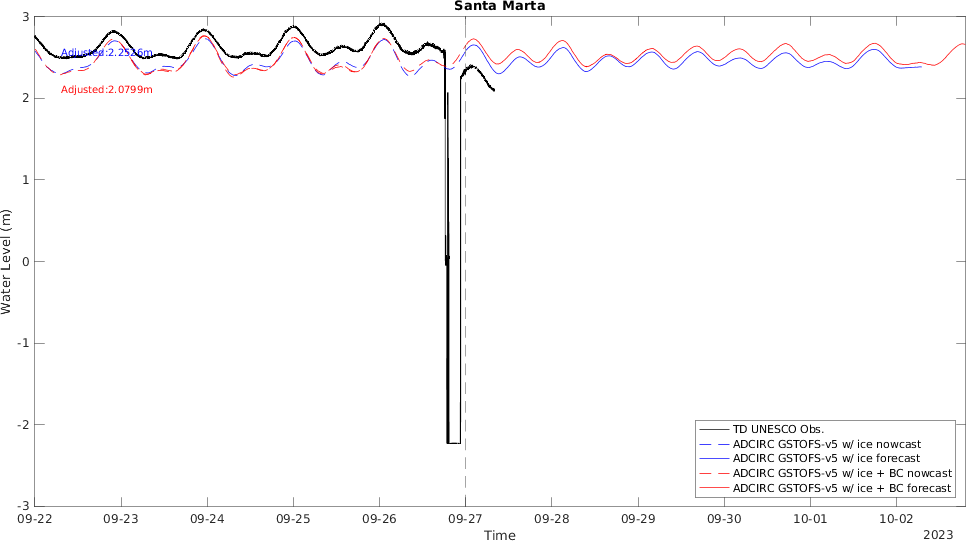 Santa Marta
3
2
1
0
-1
-2
-3
Water Level (m)
Adjusted:2.2526m
Adjusted:2.0799m
TD UNESCO Obs.
ADCIRC GSTOFS-v5 w/ ice nowcast
ADCIRC GSTOFS-v5 w/ ice forecast
ADCIRC GSTOFS-v5 w/ ice + BC nowcast
ADCIRC GSTOFS-v5 w/ ice + BC forecast
09-22 09-23 09-24 09-25 09-26 09-27 09-28 09-29 09-30 10-01 10-02
Time
2023